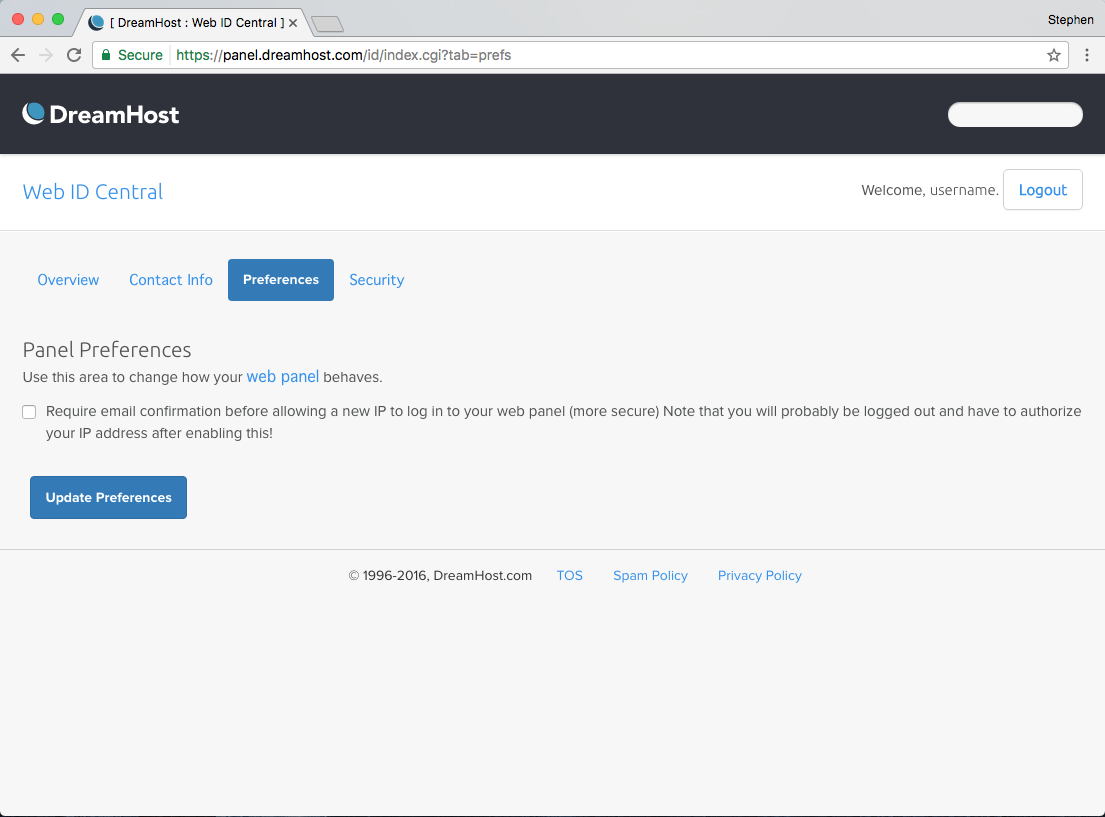 [ DreamHost : Web ID Central ]
Stephen
Secure https://panel.dreamhost.com/id/index.cgi?tab=prefs
DreamHost
Web ID Central
Welcome, username. Logout
Overview Contact Info Preferences Security
Panel Preferences
Use this area to change how your web panel behaves.
Require email confirmation before allowing a new IP to log in to your web panel (more secure) Note that you will probably be logged out and have to authorize
your IP address after enabling this!
Update Preferences
© 1996-2016, DreamHost.com TOS Spam Policy Privacy Policy